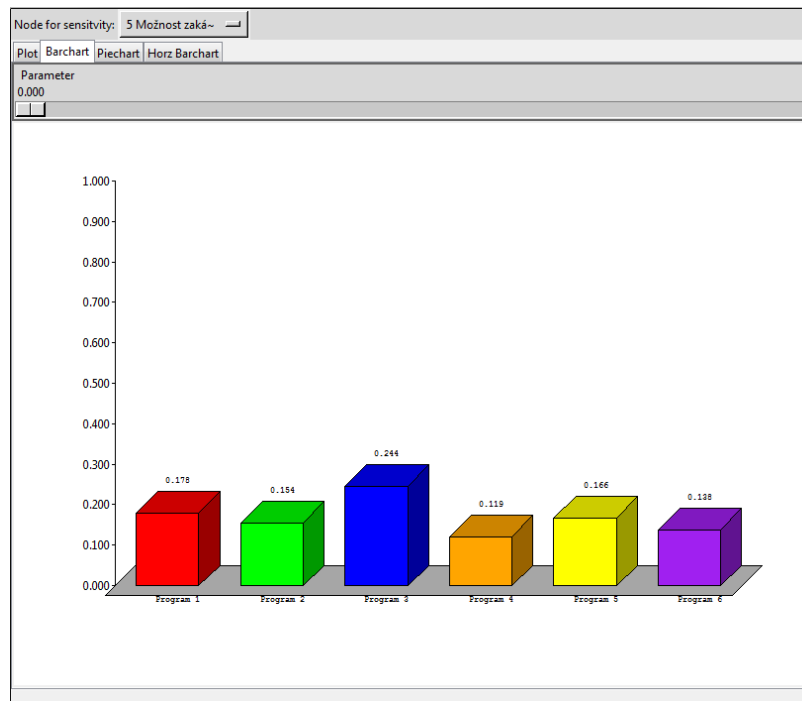 Node for sensitvity: 5 Možnost zaká~
Plot Barchart Piechart Horz Barchart
Parameter
0.000
1.000
0.900
0.800
0.700
0.600
0.500
0.400
0.300
0.200
0.100
0.000
0.178
0.154
0.244
0.119
0.166
0.138
Program 1
Program 2
Program 3
Program 4
Program 5
Program 6